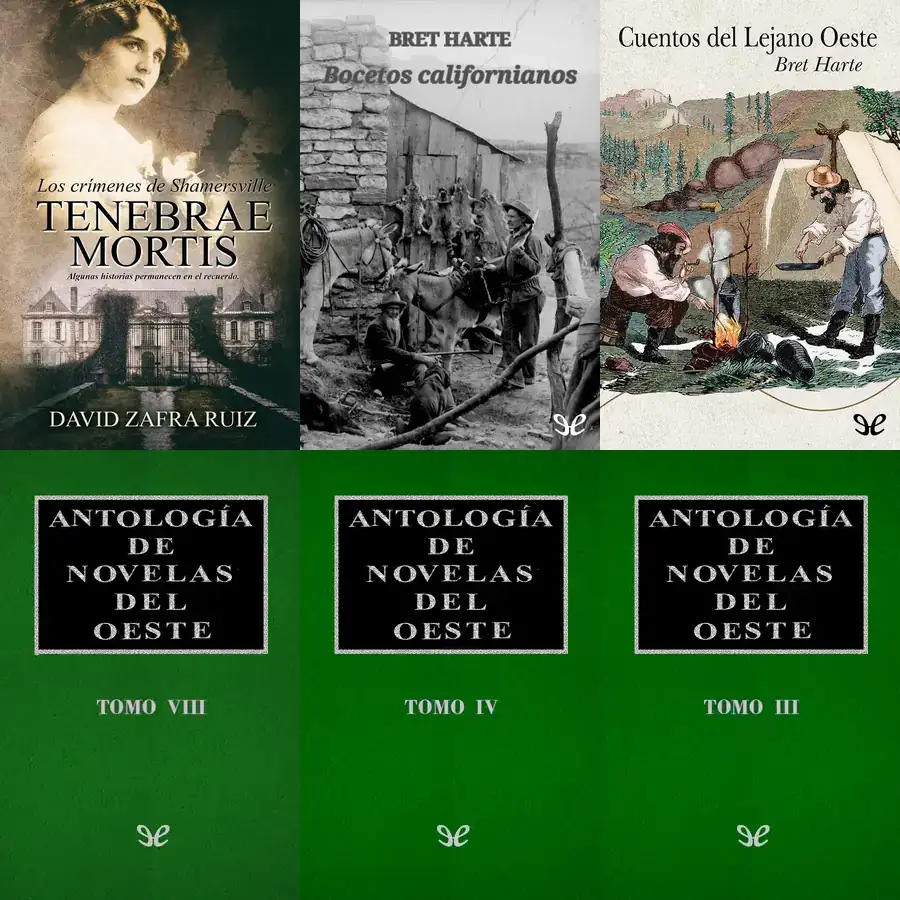 Los crímenes de Shamersville
TENEBRAE
MORTIS
Algunas historias permanecen en el recuerdo.
DAVID ZAFRA RUIZ
BRET HARTE
Bocetos californianos
Cuentos del Lejano Oeste
Bret Harte
ANTOLOGÍA
DE
NOVELAS
DEL
OESTE
TOMO VIII
ANTOLOGÍA
DE
NOVELAS
DEL
OESTE
TOMO IV
ANTOLOGÍA
DE
NOVELAS
DEL
OESTE
TOMO III